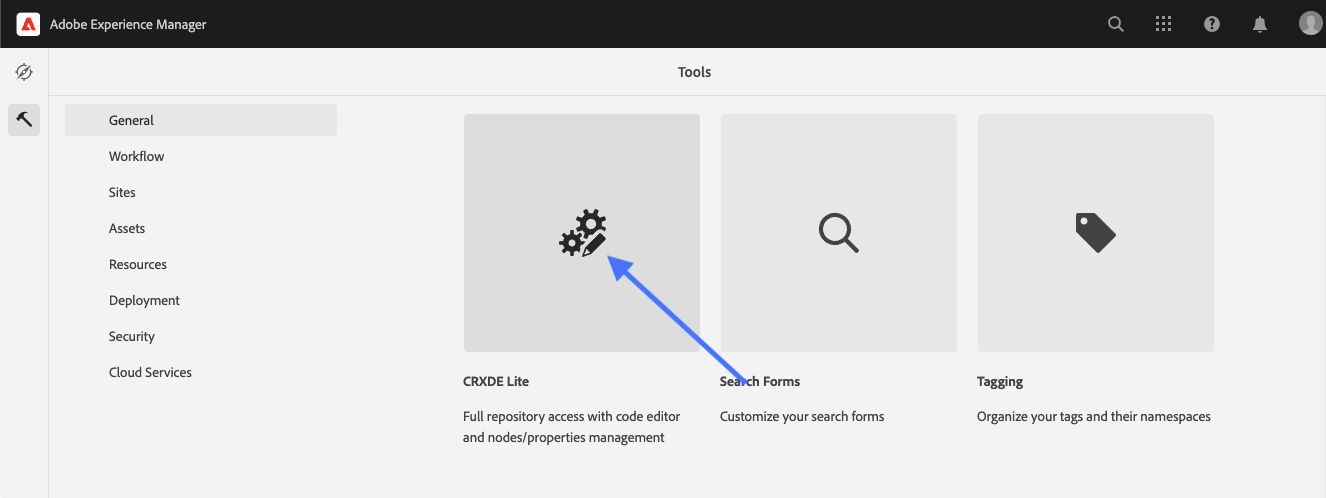 Adobe Experience Manager
Tools
General
Workflow
Sites
Assets
Resources
Deployment
Security
Cloud Services
CRXDE Lite
Full repository access with code editor
and nodes/properties management
Search Forms
Customize your search forms
Tagging
Organize your tags and their namespaces